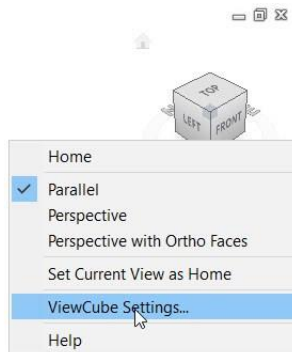 TOP
LEFT
FRONT
Home
Parallel
Perspective
Perspective with Ortho Faces
Set Current View as Home
ViewCube Settings...
Help